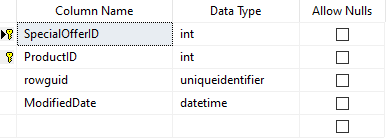 Column Name Data Type Allow Nulls
SpecialOfferID int
ProductID int
rowguid uniqueidentifier
ModifiedDate datetime